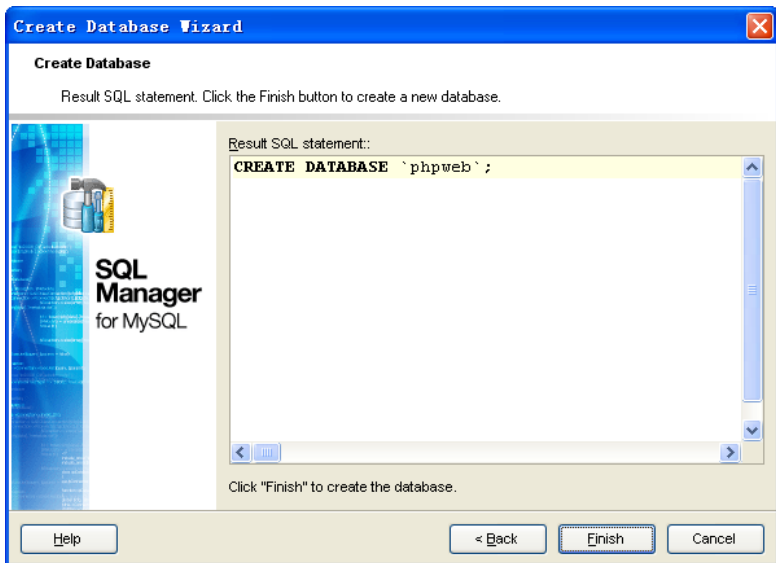 Create Database Wizard
Create Database
Result SQL statement. Click the Finish button to create a new database.
Result SQL statement::
CREATE DATABASE `phpweb`;
SQL
Manager
for MySQL
Click "Finish" to create the database.
Help
< Back
Finish
Cancel